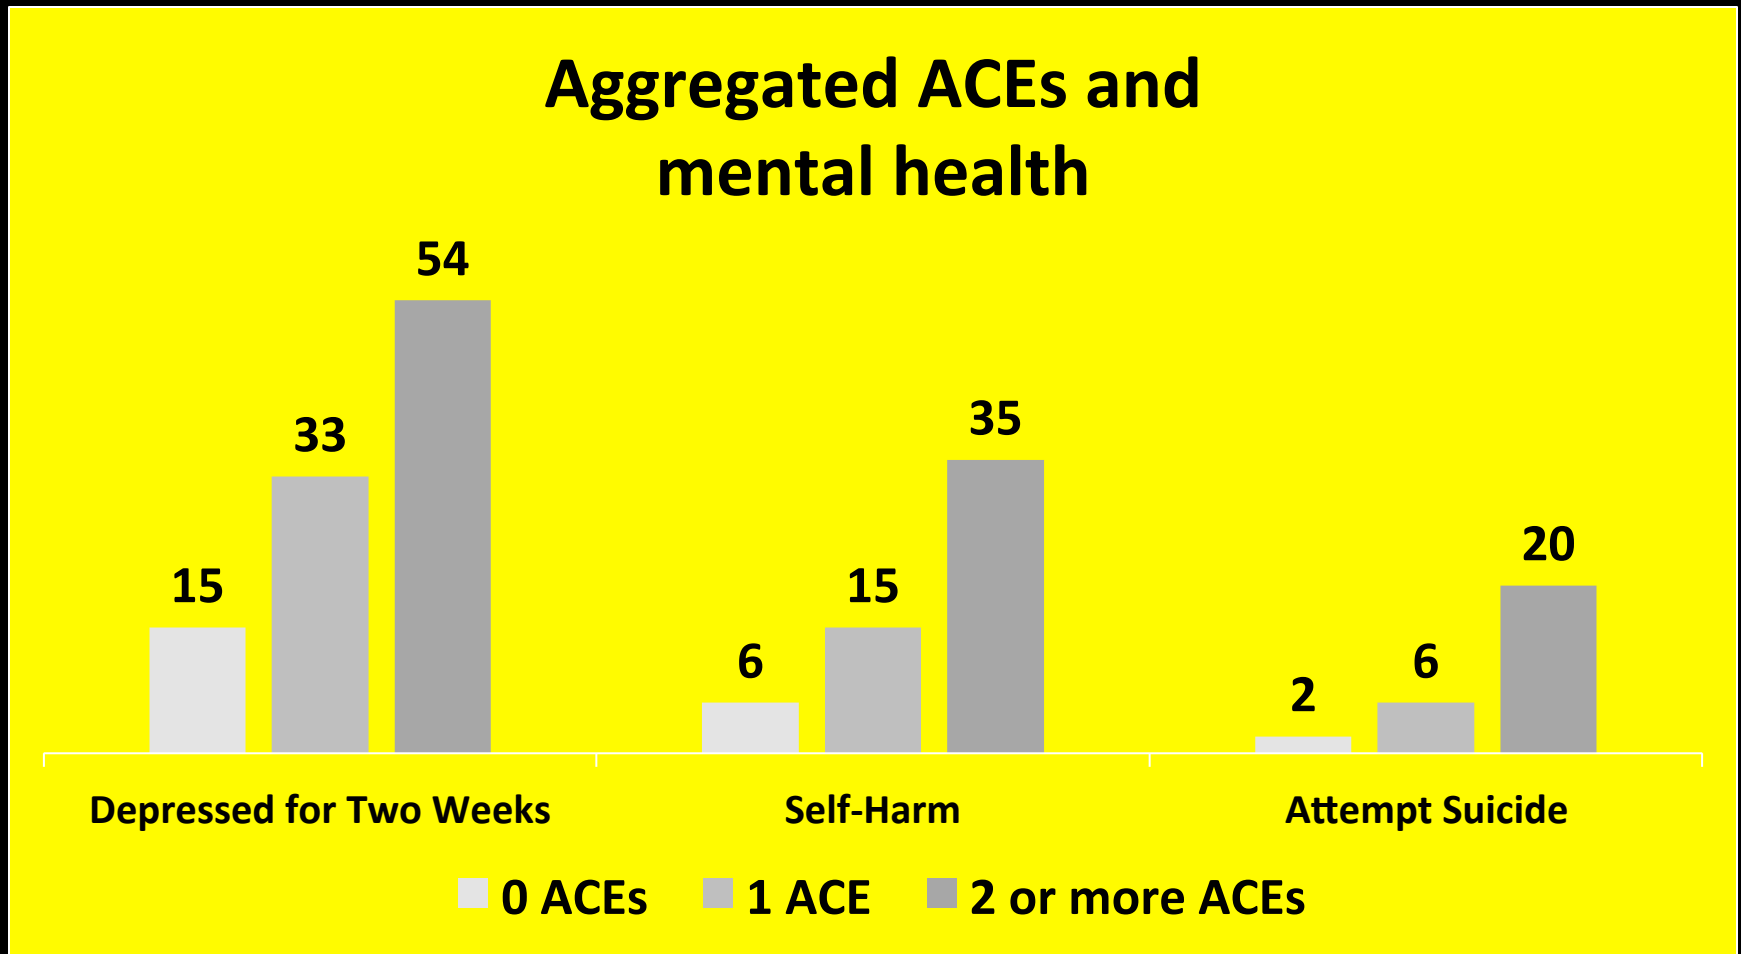 Aggregated ACEs and
mental health
54
33
15
35
15
6
20
6
2
Depressed for Two Weeks
Self-Harm
Attempt Suicide
0 ACEs
1 ACE
2 or more ACEs